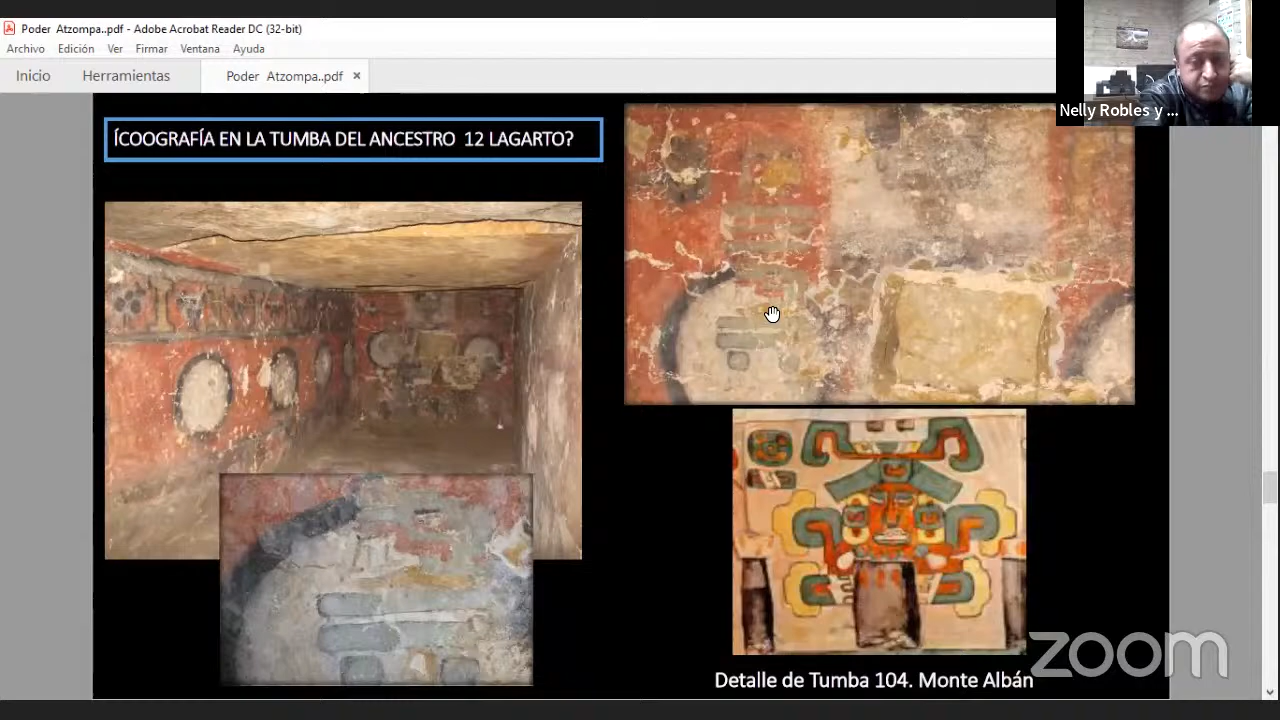 Poder Atzompa..pdf - Adobe Acrobat Reader DC (32-bit)
Archivo Edición Ver Firmar Ventana Ayuda
Inicio Herramientas Poder Atzompa..pdf ×
Nelly Robles y ...
ÍCOOGRAFÍA EN LA TUMBA DEL ANCESTRO 12 LAGARTO?
Detalle de Tumba 104. Monte Albán
zoom